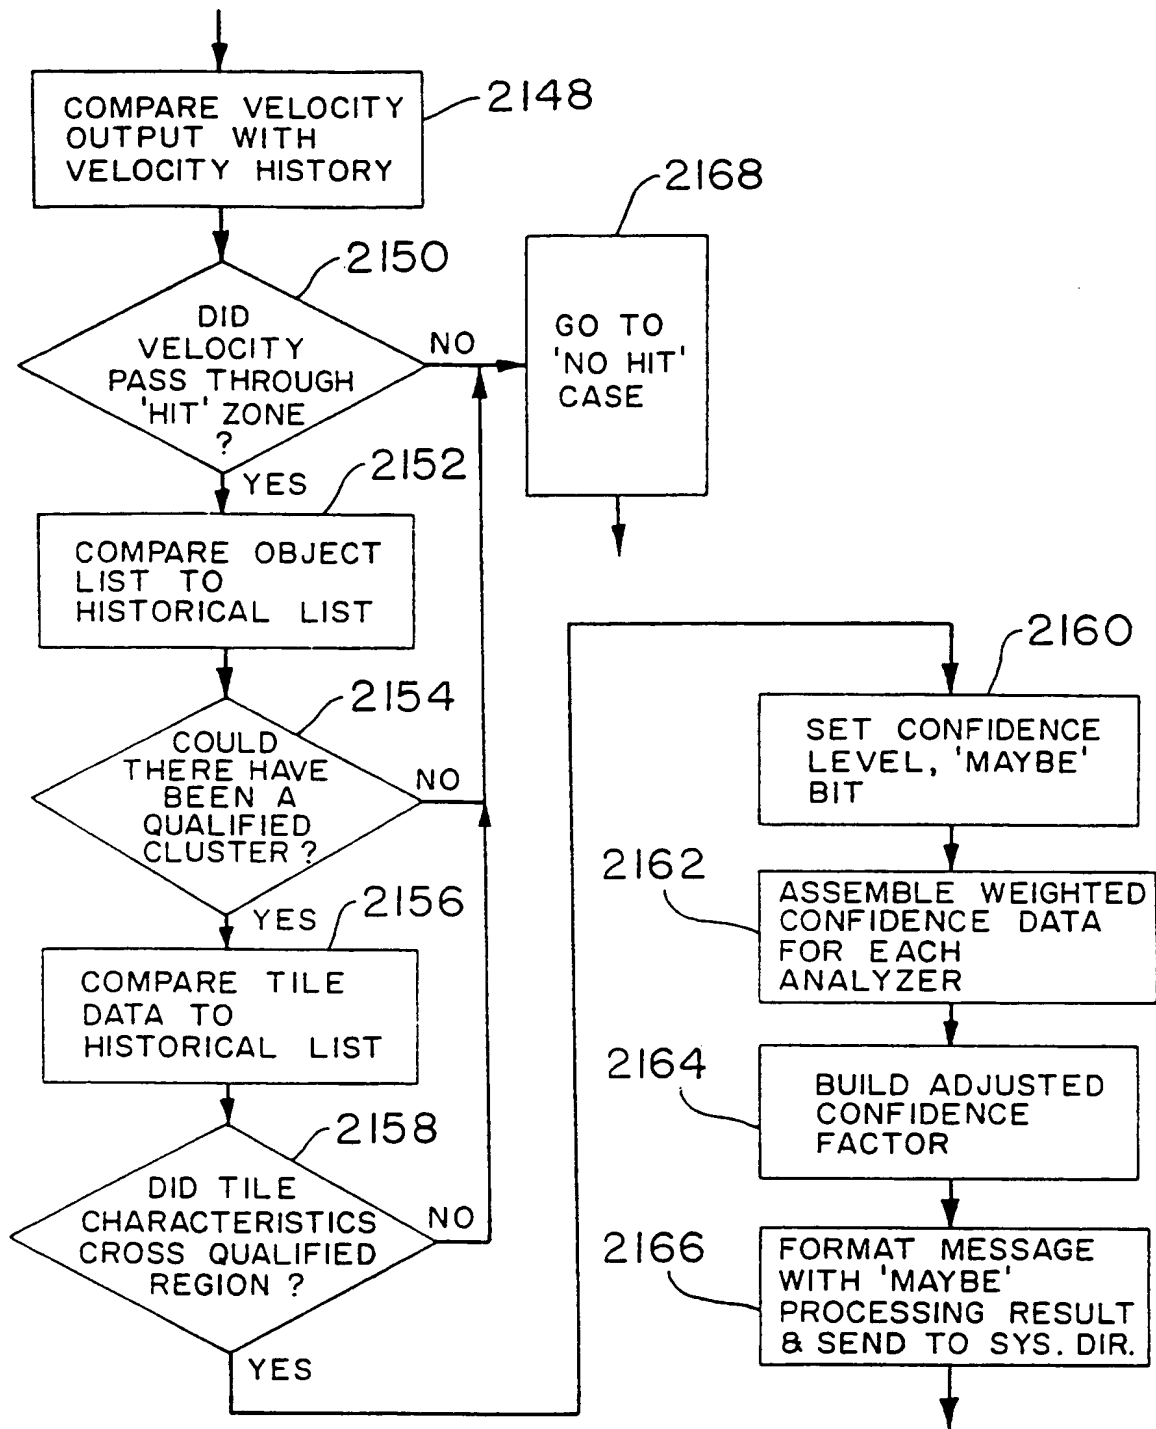 COMPARE VELOCITY
OUTPUT WITH
VELOCITY HISTORY
2148
2168
2150
DID
VELOCITY
PASS THROUGH
'HIT' ZONE
?
NO
GO TO
'NO HIT'
CASE
YES
2152
COMPARE OBJECT
LIST TO
HISTORICAL LIST
2154
COULD
THERE HAVE
BEEN A
QUALIFIED
CLUSTER ?
NO
YES
2156
COMPARE TILE
DATA TO
HISTORICAL LIST
2158
DID TILE
CHARACTERISTICS
CROSS QUALIFIED
REGION ?
NO
YES
2160
SET CONFIDENCE
LEVEL, 'MAYBE'
BIT
2162
ASSEMBLE WEIGHTED
CONFIDENCE DATA
FOR EACH
ANALYZER
2164
BUILD ADJUSTED
CONFIDENCE
FACTOR
2166
FORMAT MESSAGE
WITH 'MAYBE'
PROCESSING RESULT
& SEND TO SYS. DIR.